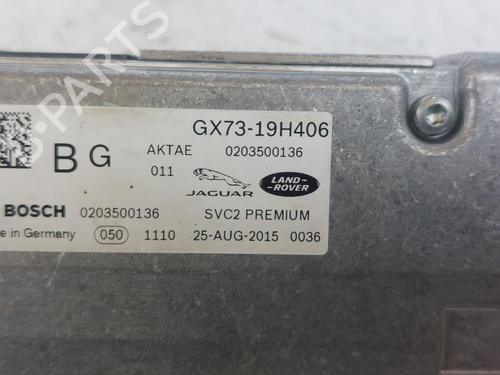 GX73-19H406
B G
AKTAE 0203500136
011
JAGUAR
LAND-
ROVER
BOSCH 0203500136
SVC2 PREMIUM
in Germany
050 1110 25-AUG-2015 0036